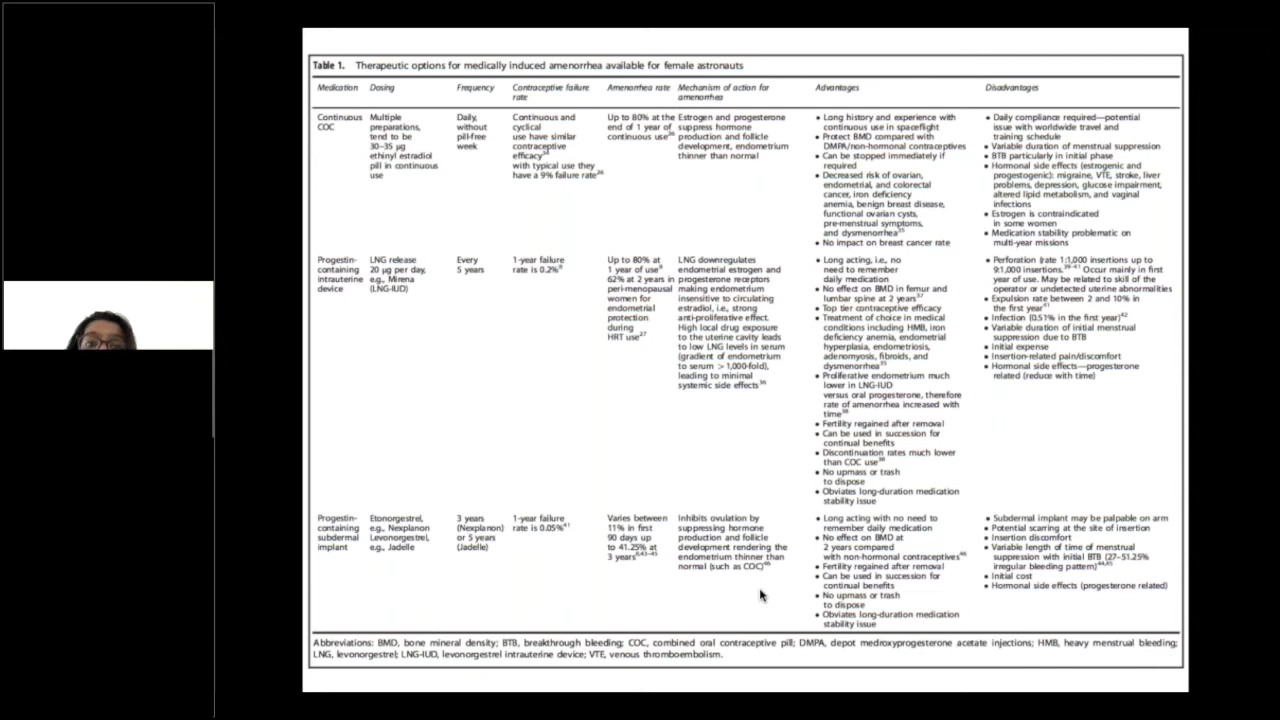 Table 1. Therapeutic options for medically induced amenorrhea available for female astronauts
Medication Dosing Frequency Contraceptive failure rate Amenorrhea rate Mechanism of action for amenorrhea Advantages Disadvantages
Continuous
COC
Multiple
preparations,
tend to be
30–35 µg
ethinyl estradiol
pill in continuous
use
Daily,
without
pill-free
week
Continuous and
cyclical
use have similar
contraceptive
efficacy34
with typical use they
have a 9% failure rate26
Up to 80% at the
end of 1 year of
continuous use
Estrogen and progesterone
suppress hormone
production and follicle
development, endometrium
thinner than normal
• Long history and experience with
continuous use in spaceflight
• Protect BMD compared with
DMPA/non-hormonal contraceptives
• Can be stopped immediately if
required
• Decreased risk of ovarian,
endometrial, and colorectal
cancer, iron deficiency
anemia, benign breast disease,
functional ovarian cysts,
pre-menstrual symptoms,
and dysmenorrhea35
• No impact on breast cancer rate
• Daily compliance required—potential
issue with worldwide travel and
training schedule
• Variable duration of menstrual suppression
• BTB particularly in initial phase
• Hormonal side effects (estrogenic and
progestogenic): migraine, VTE, stroke, liver
problems, depression, glucose impairment,
altered lipid metabolism, and vaginal
infections
• Estrogen is contraindicated
in some women
• Medication stability problematic on
multi-year missions
Progestin-
containing
intrauterine
device
LNG release
20 µg per day,
e.g., Mirena
(LNG-IUD)
Every
5 years
1-year failure
rate is 0.2%8
Up to 80% at
1 year of use8
62% at 2 years in
peri-menopausal
women for
endometrial
protection
during
HRT use27
LNG downregulates
endometrial estrogen and
progesterone receptors
making endometrium
insensitive to circulating
estradiol, i.e., strong
anti-proliferative effect.
High local drug exposure
to the uterine cavity leads
to low LNG levels in serum
(gradient of endometrium
to serum > 1,000-fold),
leading to minimal
systemic side effects36
• Long acting, i.e., no
need to remember
daily medication
• No effect on BMD in femur and
lumbar spine at 2 years37
• Top tier contraceptive efficacy
• Treatment of choice in medical
conditions including HMB, iron
deficiency anemia, endometrial
hyperplasia, endometriosis,
adenomyosis, fibroids, and
dysmenorrhea35
• Proliferative endometrium much
lower in LNG-IUD
versus oral progesterone, therefore
rate of amenorrhea increased with
time38
• Fertility regained after removal
• Can be used in succession for
continual benefits
• Discontinuation rates much lower
than COC use38
• No upmass or trash
to dispose
• Obviates long-duration medication
stability issue
• Perforation (rate 1:1,000 insertions up to
9:1,000 insertions.39–41 Occur mainly in first
year of use. May be related to skill of the
operator or undetected uterine abnormalities
• Expulsion rate between 2 and 10% in
the first year41
• Infection (0.51% in the first year)42
• Variable duration of initial menstrual
suppression due to BTB
• Initial expense
• Insertion-related pain/discomfort
• Hormonal side effects—progesterone
related (reduce with time)
Progestin-
containing
subdermal
implant
Etonorgestrel,
e.g., Nexplanon
Levonorgestrel,
e.g., Jadelle
3 years
(Nexplanon)
or 5 years
(Jadelle)
1-year failure
rate is 0.05%41
Varies between
11% in first
90 days up
to 41.25% at
3 years
Inhibits ovulation by
suppressing hormone
production and follicle
development rendering the
endometrium thinner than
normal (such as COC)46
• Long acting with no need to
remember daily medication
• No effect on BMD at
2 years compared
with non-hormonal contraceptives46
• Fertility regained after removal
• Can be used in succession for
continual benefits
• No upmass or trash
to dispose
• Obviates long-duration medication
stability issue
• Subdermal implant may be palpable on arm
• Potential scarring at the site of insertion
• Insertion discomfort
• Variable length of time of menstrual
suppression with initial BTB (27–51.25%
irregular bleeding pattern)44,45
• Initial cost
• Hormonal side effects (progesterone related)
Abbreviations: BMD, bone mineral density; BTB, breakthrough bleeding; COC, combined oral contraceptive pill; DMPA, depot medroxyprogesterone acetate injections; HMB, heavy menstrual bleeding;
LNG, levonorgestrel; LNG-IUD, levonorgestrel intrauterine device; VTE, venous thromboembolism.